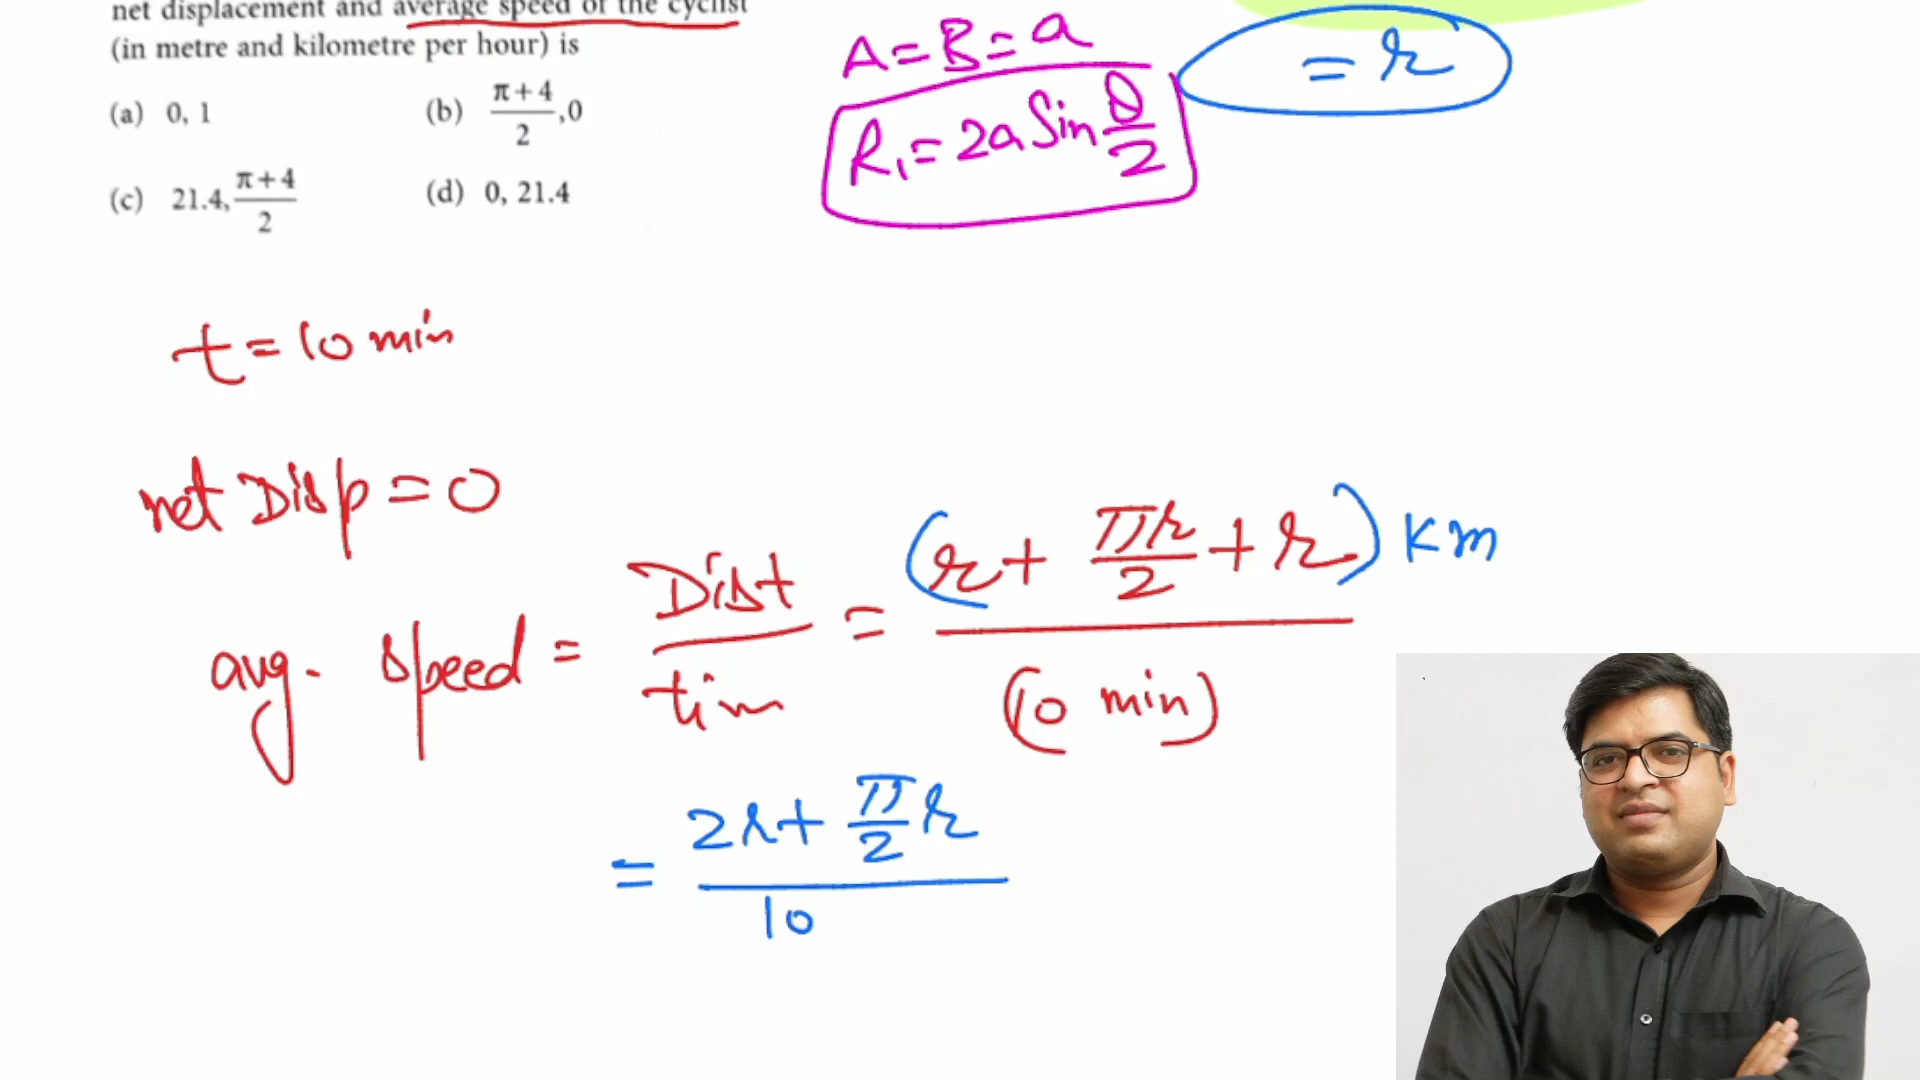 net displacement and average speed of the cyclist
(in metre and kilometre per hour) is
(a) 0, 1
(b) π + 4 / 2 ,0
(c) 21.4, π + 4 / 2
(d) 0, 21.4
A = B = a
R₁ = 2a Sin θ/2
= r
t = 10 min
net Disp = 0
avg. speed = Dist / tim = (r + πr/2 + r) km / (10 min)
= 2r + π/2 r / 10